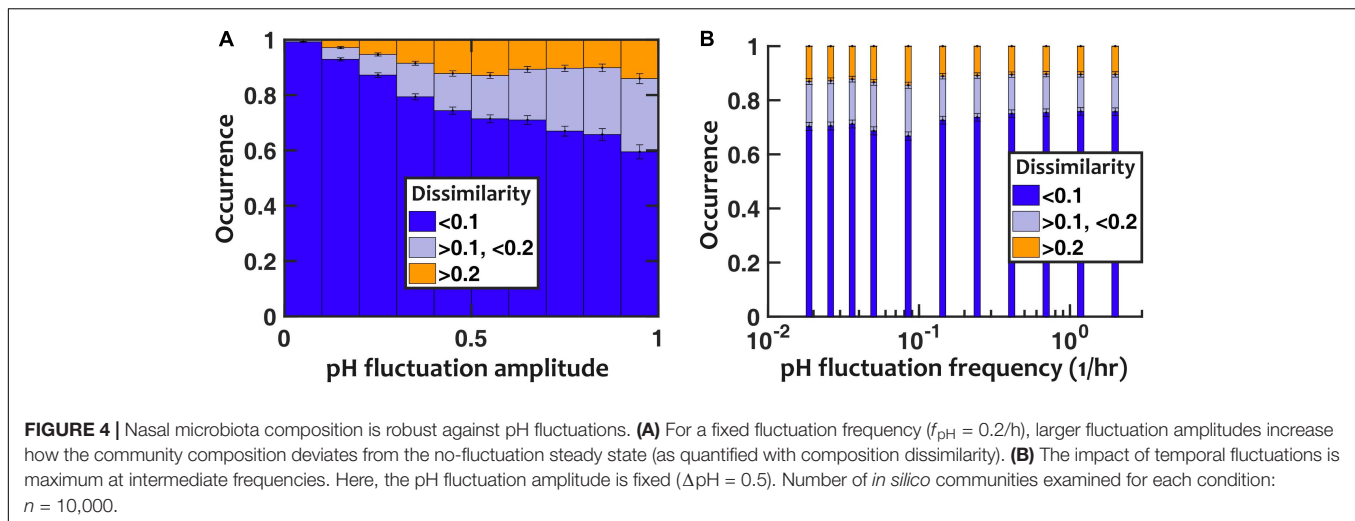 A
1
0.8
0.6
0.4
0.2
0
Occurrence
Dissimilarity
<0.1
>0.1, <0.2
>0.2
0
0.5
1
pH fluctuation amplitude
B
1
0.8
0.6
0.4
0.2
0
Occurrence
Dissimilarity
<0.1
>0.1, <0.2
>0.2
10⁻²
10⁻¹
10⁰
pH fluctuation frequency (1/hr)
FIGURE 4 | Nasal microbiota composition is robust against pH fluctuations. (A) For a fixed fluctuation frequency (fpH = 0.2/h), larger fluctuation amplitudes increase
how the community composition deviates from the no-fluctuation steady state (as quantified with composition dissimilarity). (B) The impact of temporal fluctuations is
maximum at intermediate frequencies. Here, the pH fluctuation amplitude is fixed (ΔpH = 0.5). Number of in silico communities examined for each condition:
n = 10,000.